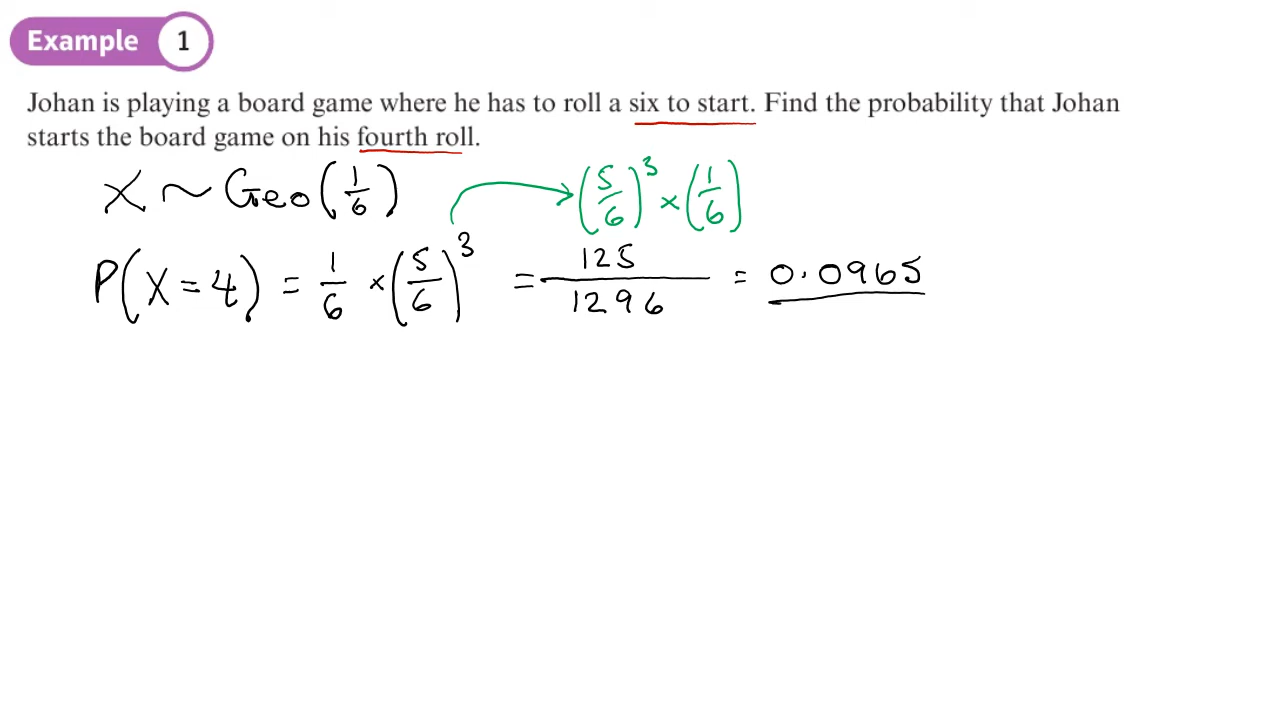 Example 1
Johan is playing a board game where he has to roll a six to start. Find the probability that Johan
starts the board game on his fourth roll.
X ~ Geo(1/6) (5/6)^3 × (1/6)
P(X = 4) = 1/6 × (5/6)^3 = 125/1296 = 0.0965